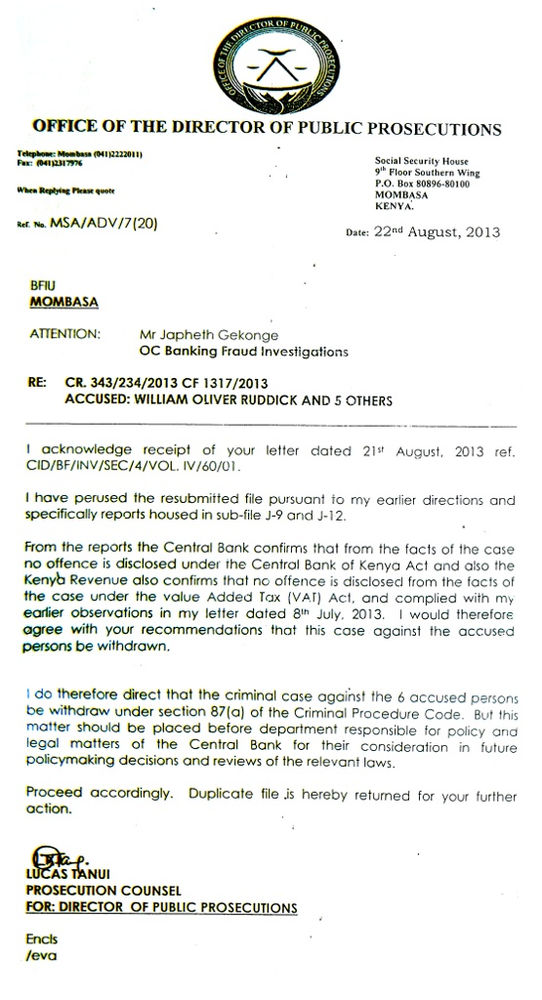 OFFICE OF THE DIRECTOR OF PUBLIC PROSECUTIONS
OFFICE OF THE DIRECTOR OF PUBLIC PROSECUTIONS
Telephone: Mombasa (041)2222011)
Fax: (041)2317976
When Replying Please quote
Ref. No. MSA/ADV/7(20)
Social Security House
9th Floor Southern Wing
P.O. Box 80896-80100
MOMBASA
KENYA.
Date: 22nd August, 2013
BFIU
MOMBASA
ATTENTION: Mr Japheth Gekonge
OC Banking Fraud Investigations
RE: CR. 343/234/2013 CF 1317/2013
ACCUSED: WILLIAM OLIVER RUDDICK AND 5 OTHERS
I acknowledge receipt of your letter dated 21st August, 2013 ref.
CID/BF/INV/SEC/4/VOL. IV/60/01.
I have perused the resubmitted file pursuant to my earlier directions and
specifically reports housed in sub-file J-9 and J-12.
From the reports the Central Bank confirms that from the facts of the case
no offence is disclosed under the Central Bank of Kenya Act and also the
Kenya Revenue also confirms that no offence is disclosed from the facts of
the case under the value Added Tax (VAT) Act, and complied with my
earlier observations in my letter dated 8th July, 2013. I would therefore
agree with your recommendations that this case against the accused
persons be withdrawn.
I do therefore direct that the criminal case against the 6 accused persons
be withdraw under section 87(a) of the Criminal Procedure Code. But this
matter should be placed before department responsible for policy and
legal matters of the Central Bank for their consideration in future
policymaking decisions and reviews of the relevant laws.
Proceed accordingly. Duplicate file is hereby returned for your further
action.
LUCAS TANUI
PROSECUTION COUNSEL
FOR: DIRECTOR OF PUBLIC PROSECUTIONS
Encls
/eva